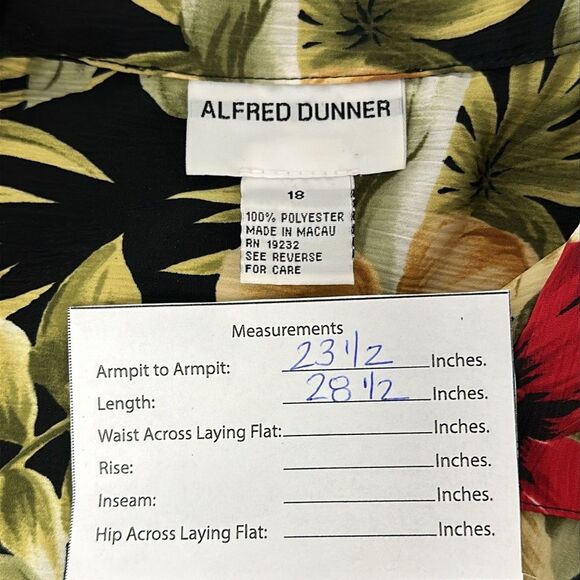 ALFRED DUNNER
18
100% POLYESTER
MADE IN MACAU
RN 19232
SEE REVERSE
FOR CARE
Measurements
Armpit to Armpit: 23 1/2 Inches.
Length: 28 1/2 Inches.
Waist Across Laying Flat: Inches.
Rise: Inches.
Inseam: Inches.
Hip Across Laying Flat: Inches.